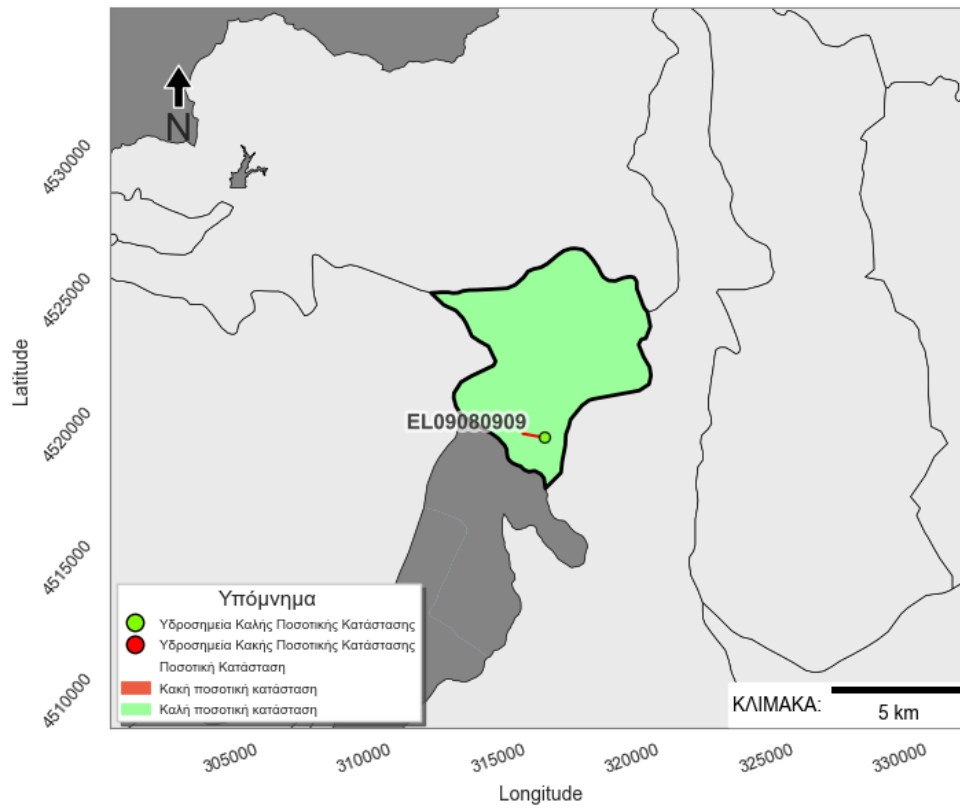 N
4530000
4525000
4520000
4515000
4510000
Latitude
EL09080909
Υπόμνημα
Υδροσημεία Καλής Ποσοτικής Κατάστασης
Υδροσημεία Κακής Ποσοτικής Κατάστασης
Ποσοτική Κατάσταση
Κακή ποσοτική κατάσταση
Καλή ποσοτική κατάσταση
ΚΛΙΜΑΚΑ:
5 km
305000
310000
315000
320000
325000
330000
Longitude